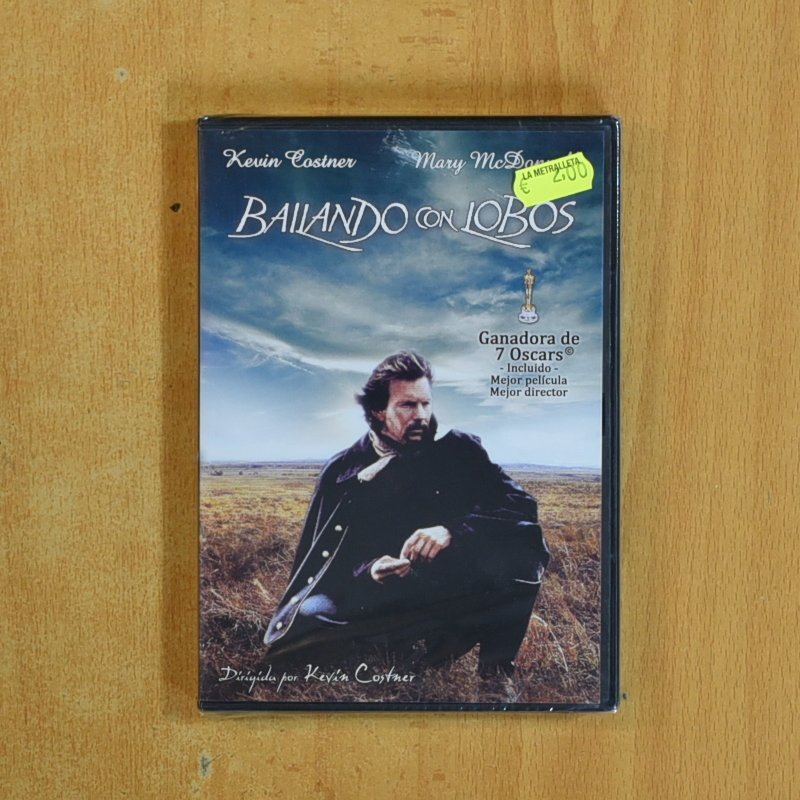 Kevin Costner
Mary
LA METRALLETA
€ 2,00
BAILANDO CON LOBOS
Ganadora de
7 Oscars©
- Incluido -
Mejor película
Mejor director
Dirigida por Kevin Costner